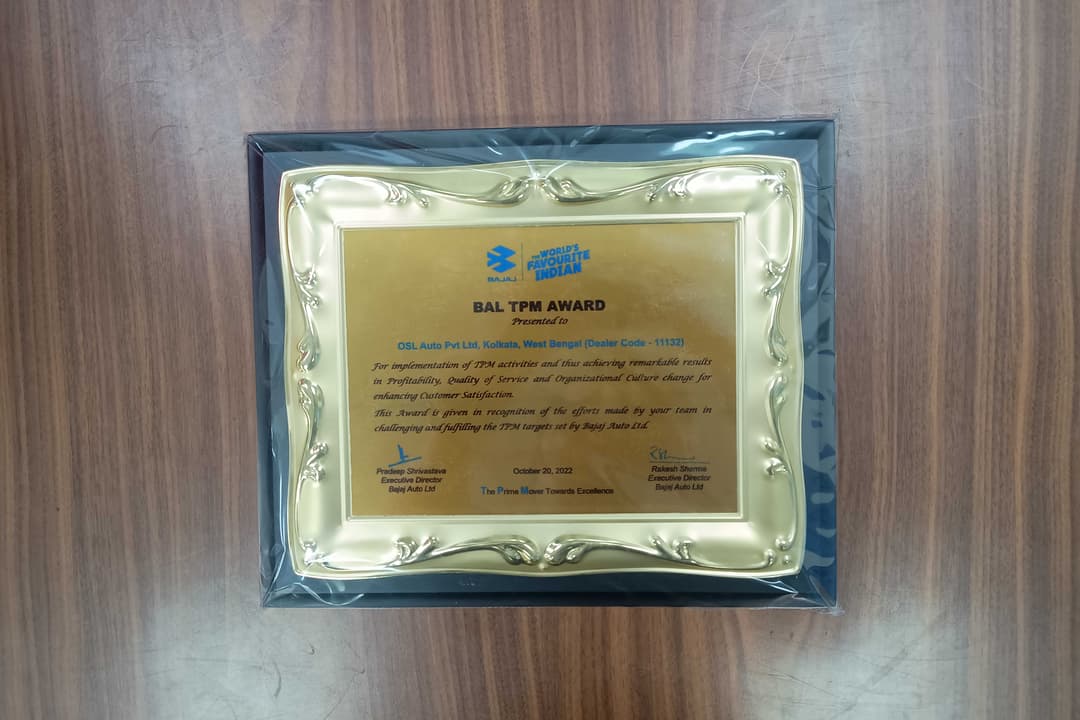 BAJAJ
THE WORLD'S
FAVOURITE
INDIAN
BAL TPM AWARD
Presented to
OSL Auto Pvt Ltd, Kolkata, West Bengal (Dealer Code - 11132)
For implementation of TPM activities and thus achieving remarkable results
in Profitability, Quality of Service and Organizational Culture change for
enhancing Customer Satisfaction.
This Award is given in recognition of the efforts made by your team in
challenging and fulfilling the TPM targets set by Bajaj Auto Ltd.
Pradeep Shrivastava
Executive Director
Bajaj Auto Ltd
October 20, 2022
The Prime Mover Towards Excellence
Rakesh Sharma
Executive Director
Bajaj Auto Ltd